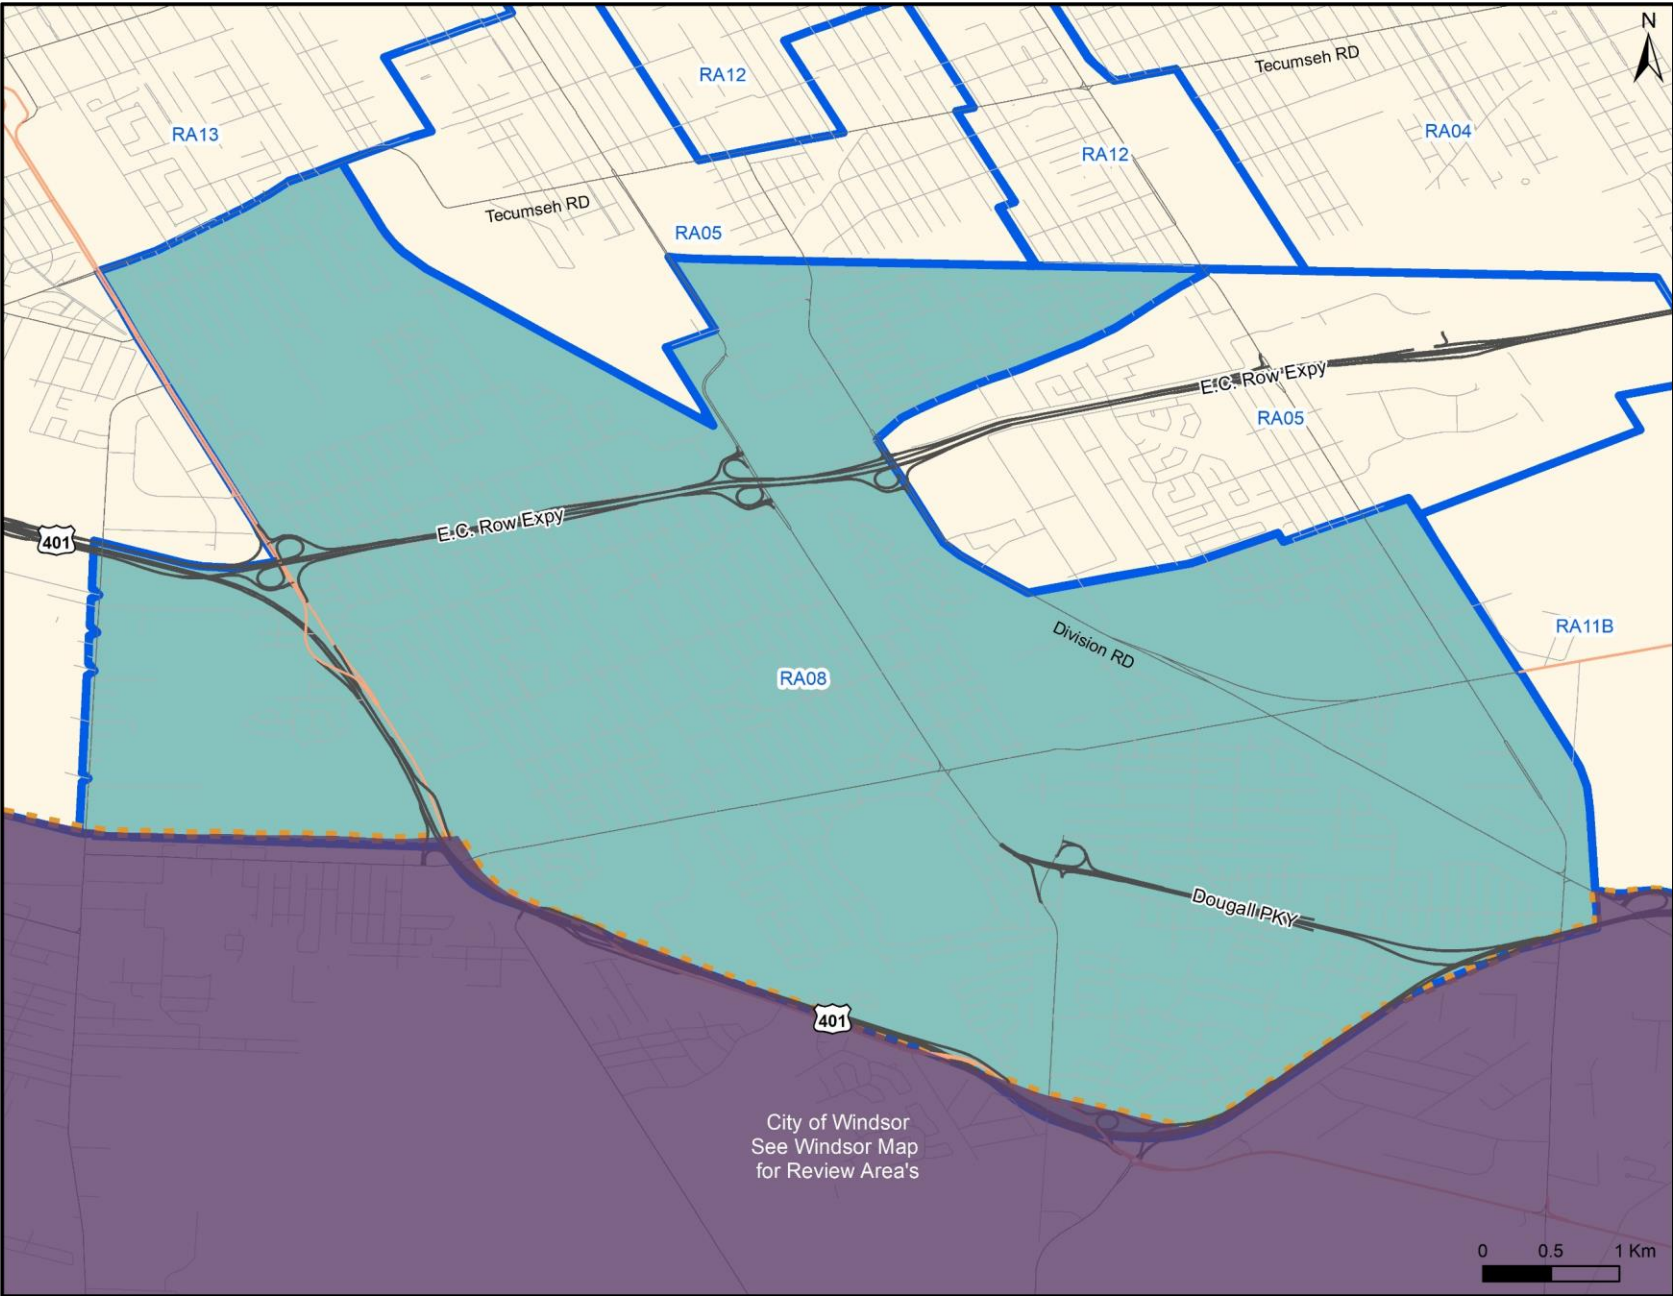 N
Tecumseh RD
RA12
RA13
RA04
RA12
Tecumseh RD
RA05
E.C. Row Expy
RA05
E.C. Row Expy
401
RA11B
Division RD
RA08
Dougall PKY
401
City of Windsor
See Windsor Map
for Review Area's
0 0.5 1 Km